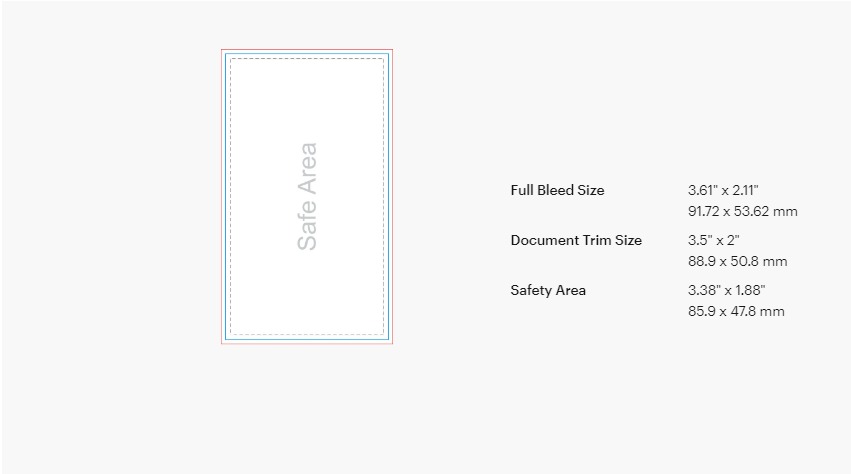 Safe Area
Full Bleed Size
3.61" x 2.11"
91.72 x 53.62 mm
Document Trim Size
3.5" x 2"
88.9 x 50.8 mm
Safety Area
3.38" x 1.88"
85.9 x 47.8 mm